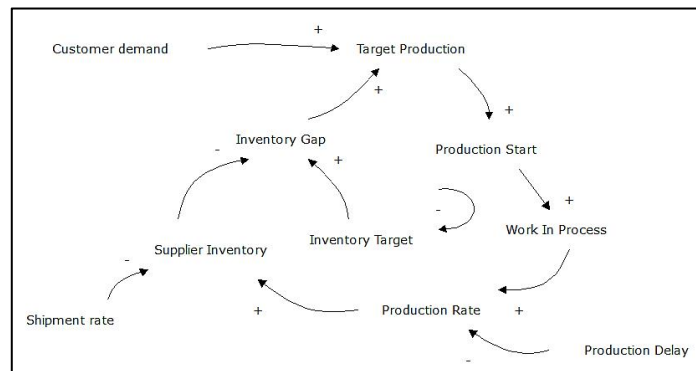 +
Customer demand
Target Production
+
+
Inventory Gap
-
+
Production Start
-
+
Supplier Inventory
Inventory Target
Work In Process
-
Shipment rate
+
Production Rate
+
-
Production Delay